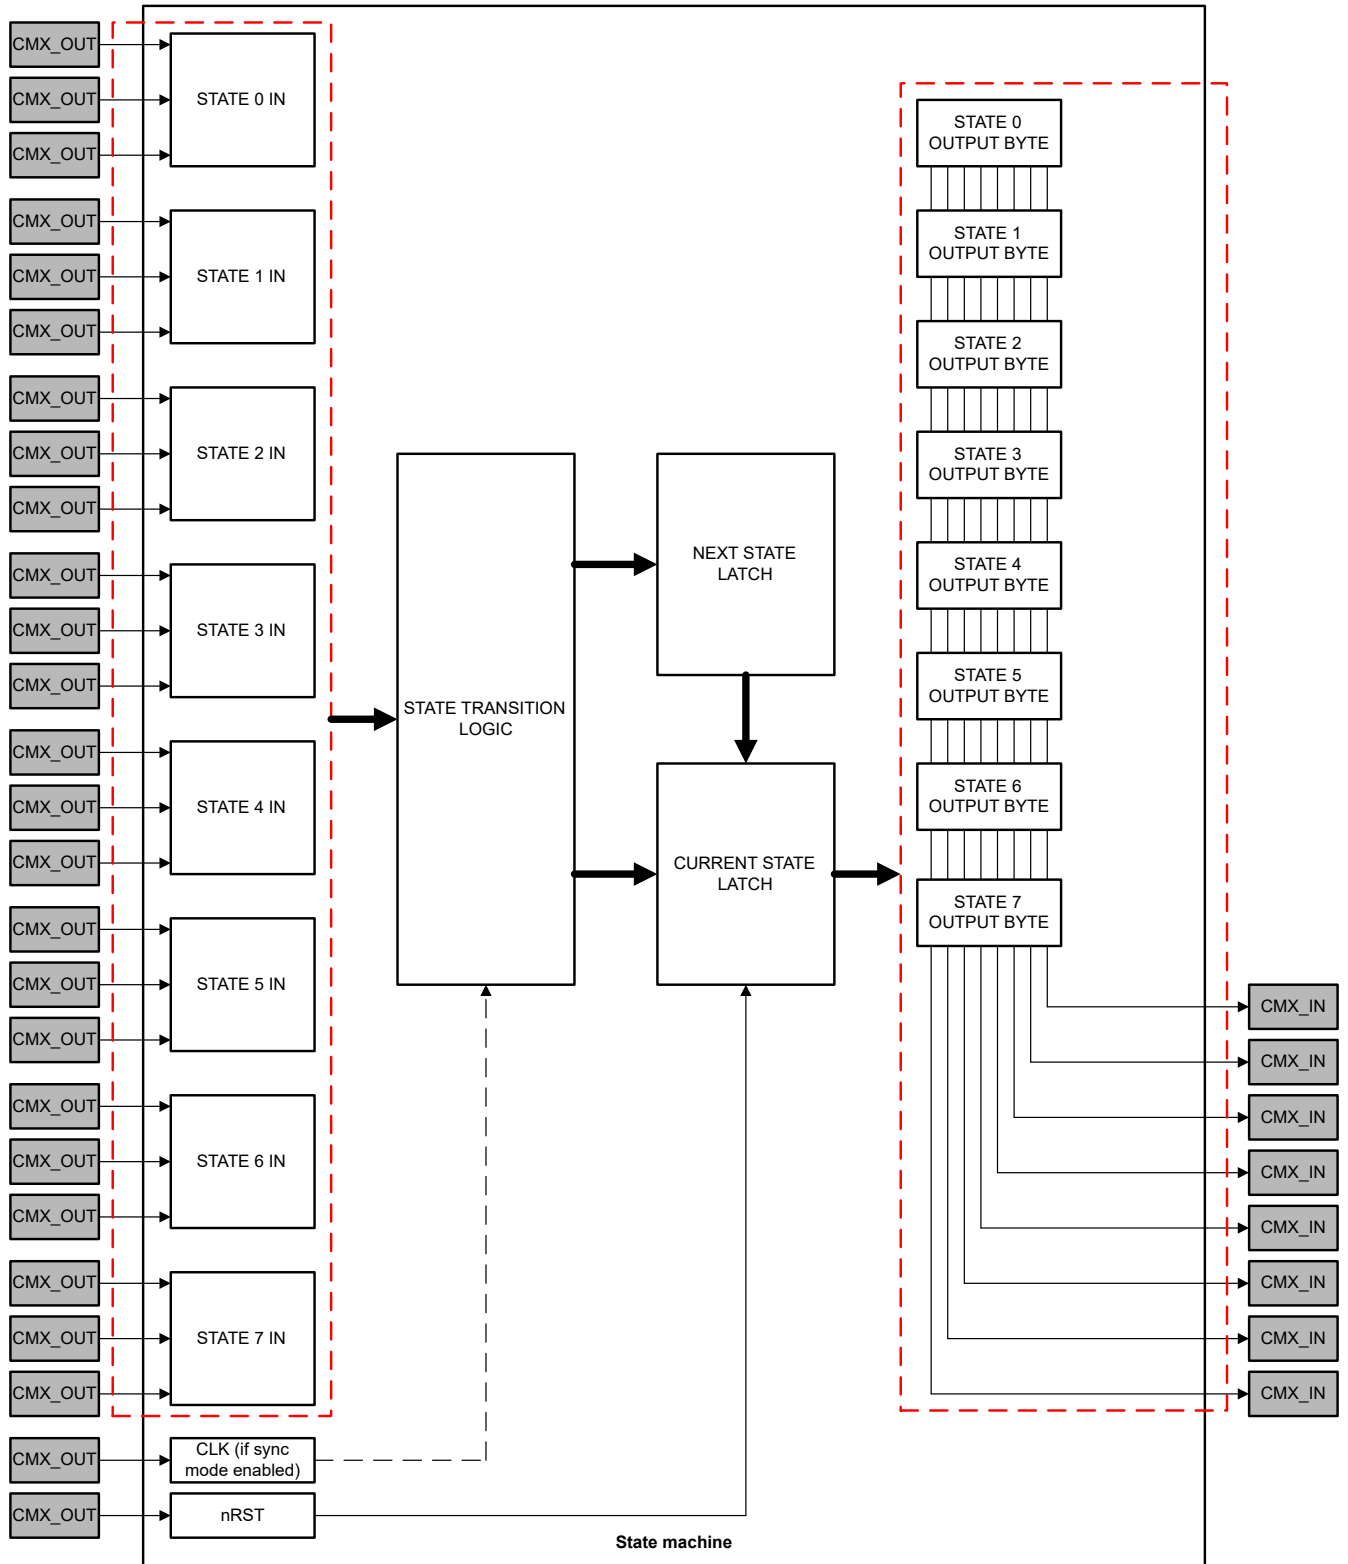 CMX_OUT
CMX_OUT
CMX_OUT
STATE 0 IN
CMX_OUT
CMX_OUT
CMX_OUT
STATE 1 IN
CMX_OUT
CMX_OUT
CMX_OUT
STATE 2 IN
CMX_OUT
CMX_OUT
CMX_OUT
STATE 3 IN
CMX_OUT
CMX_OUT
CMX_OUT
STATE 4 IN
CMX_OUT
CMX_OUT
CMX_OUT
STATE 5 IN
CMX_OUT
CMX_OUT
CMX_OUT
STATE 6 IN
CMX_OUT
CMX_OUT
CMX_OUT
STATE 7 IN
CMX_OUT
CLK (if sync
mode enabled)
CMX_OUT
nRST
STATE TRANSITION
LOGIC
NEXT STATE
LATCH
CURRENT STATE
LATCH
STATE 0
OUTPUT BYTE
STATE 1
OUTPUT BYTE
STATE 2
OUTPUT BYTE
STATE 3
OUTPUT BYTE
STATE 4
OUTPUT BYTE
STATE 5
OUTPUT BYTE
STATE 6
OUTPUT BYTE
STATE 7
OUTPUT BYTE
CMX_IN
CMX_IN
CMX_IN
CMX_IN
CMX_IN
CMX_IN
CMX_IN
CMX_IN
State machine